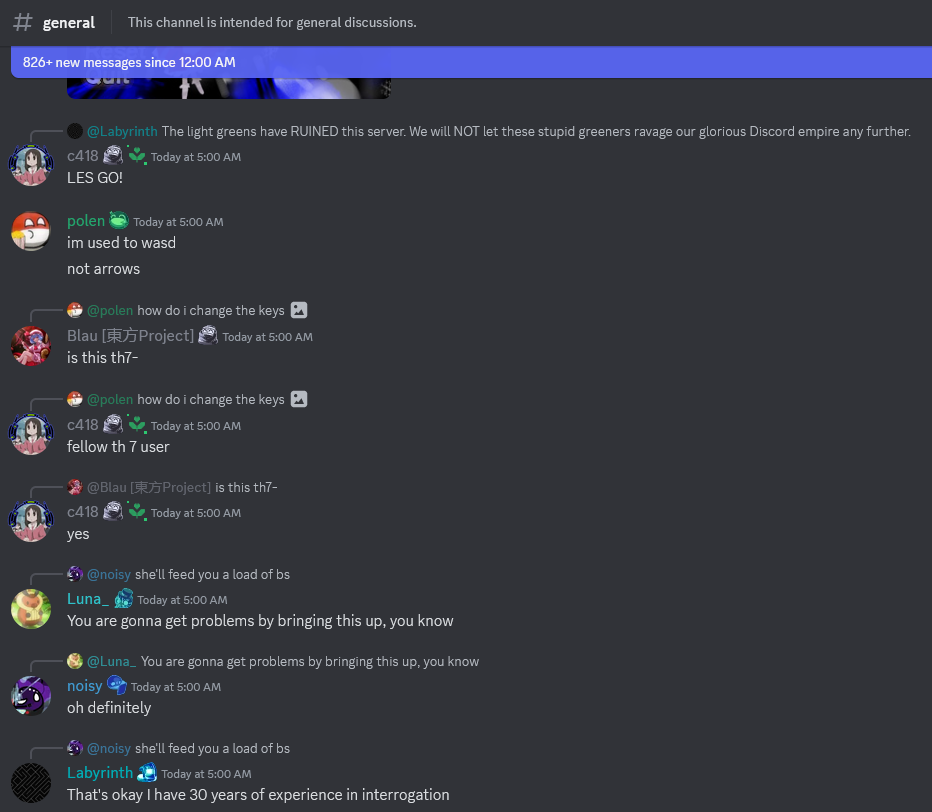 general
This channel is intended for general discussions.
826+ new messages since 12:00 AM
Quit
@Labyrinth The light greens have RUINED this server. We will NOT let these stupid greeners ravage our glorious Discord empire any further.
c418 Today at 5:00 AM
LES GO!
polen Today at 5:00 AM
im used to wasd
not arrows
@polen how do i change the keys
Blau [東方Project] Today at 5:00 AM
is this th7-
@polen how do i change the keys
c418 Today at 5:00 AM
fellow th 7 user
@Blau [東方Project] is this th7-
c418 Today at 5:00 AM
yes
@noisy she'll feed you a load of bs
Luna_ Today at 5:00 AM
You are gonna get problems by bringing this up, you know
@Luna_ You are gonna get problems by bringing this up, you know
noisy Today at 5:00 AM
oh definitely
@noisy she'll feed you a load of bs
Labyrinth Today at 5:00 AM
That's okay I have 30 years of experience in interrogation